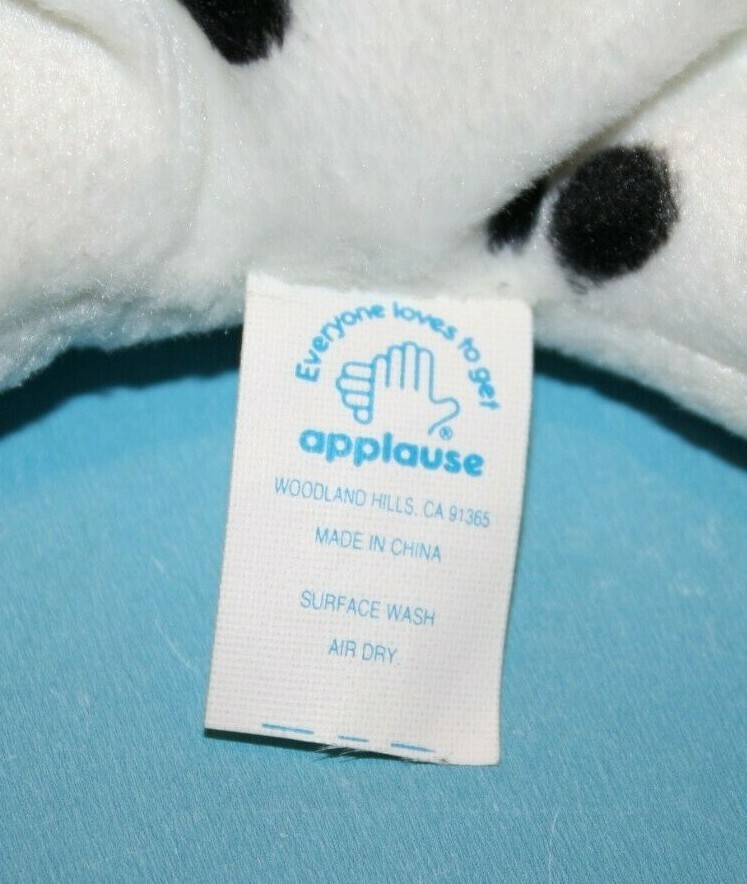 Everyone loves to get
®
applause
WOODLAND HILLS, CA 91365
MADE IN CHINA
SURFACE WASH
AIR DRY.